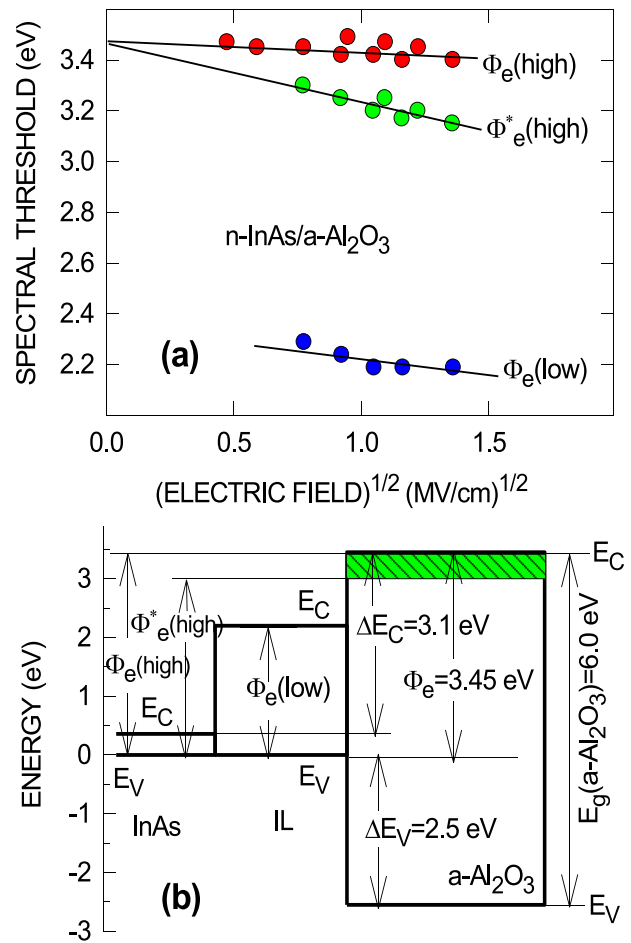 SPECTRAL THRESHOLD (eV)
3.4
3.2
3.0
2.8
2.6
2.4
2.2
Φe(high)
Φ*e(high)
n-InAs/a-Al2O3
(a)
Φe(low)
0.0 0.5 1.0 1.5
(ELECTRIC FIELD)1/2 (MV/cm)1/2
ENERGY (eV)
3
2
1
0
-1
-2
-3
EC
EC
Φ*e(high)
ΔEC=3.1 eV
Φe(high)
Φe(low)
Φe=3.45 eV
EC
EV
EV
InAs
IL
ΔEV=2.5 eV
a-Al2O3
(b)
EV
Eg(a-Al2O3)=6.0 eV